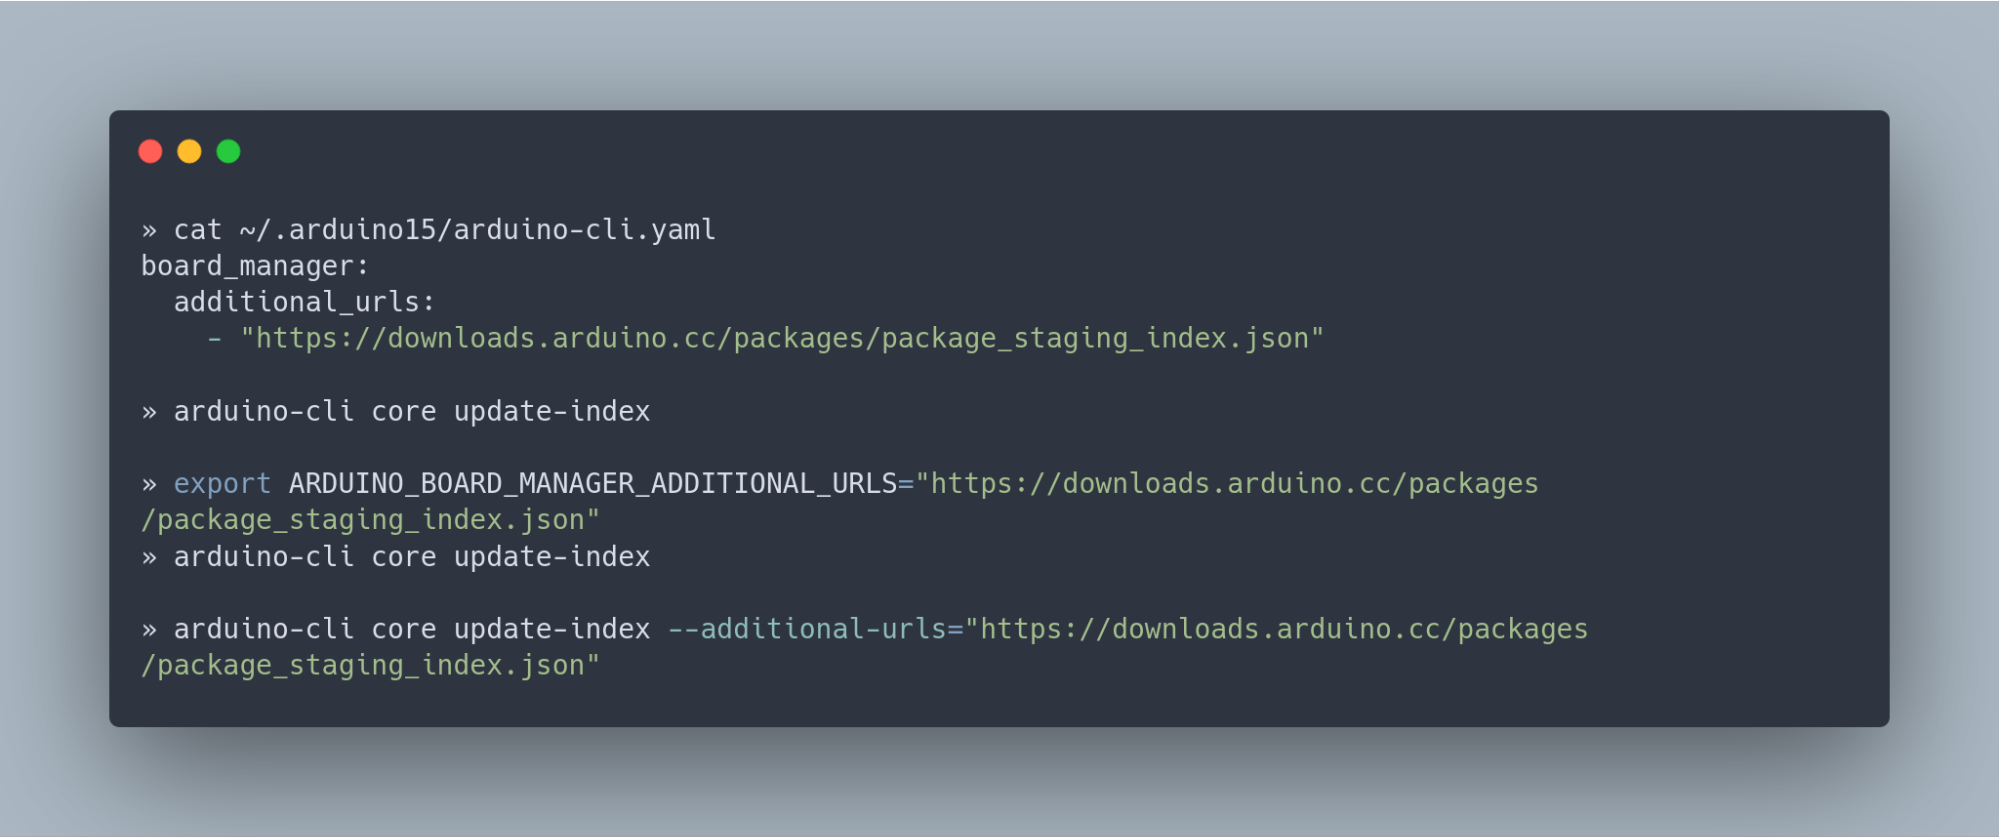 » cat ~/.arduino15/arduino-cli.yaml
board_manager:
  additional_urls:
    - "https://downloads.arduino.cc/packages/package_staging_index.json"
» arduino-cli core update-index
» export ARDUINO_BOARD_MANAGER_ADDITIONAL_URLS="https://downloads.arduino.cc/packages
/package_staging_index.json"
» arduino-cli core update-index
» arduino-cli core update-index --additional-urls="https://downloads.arduino.cc/packages
/package_staging_index.json"